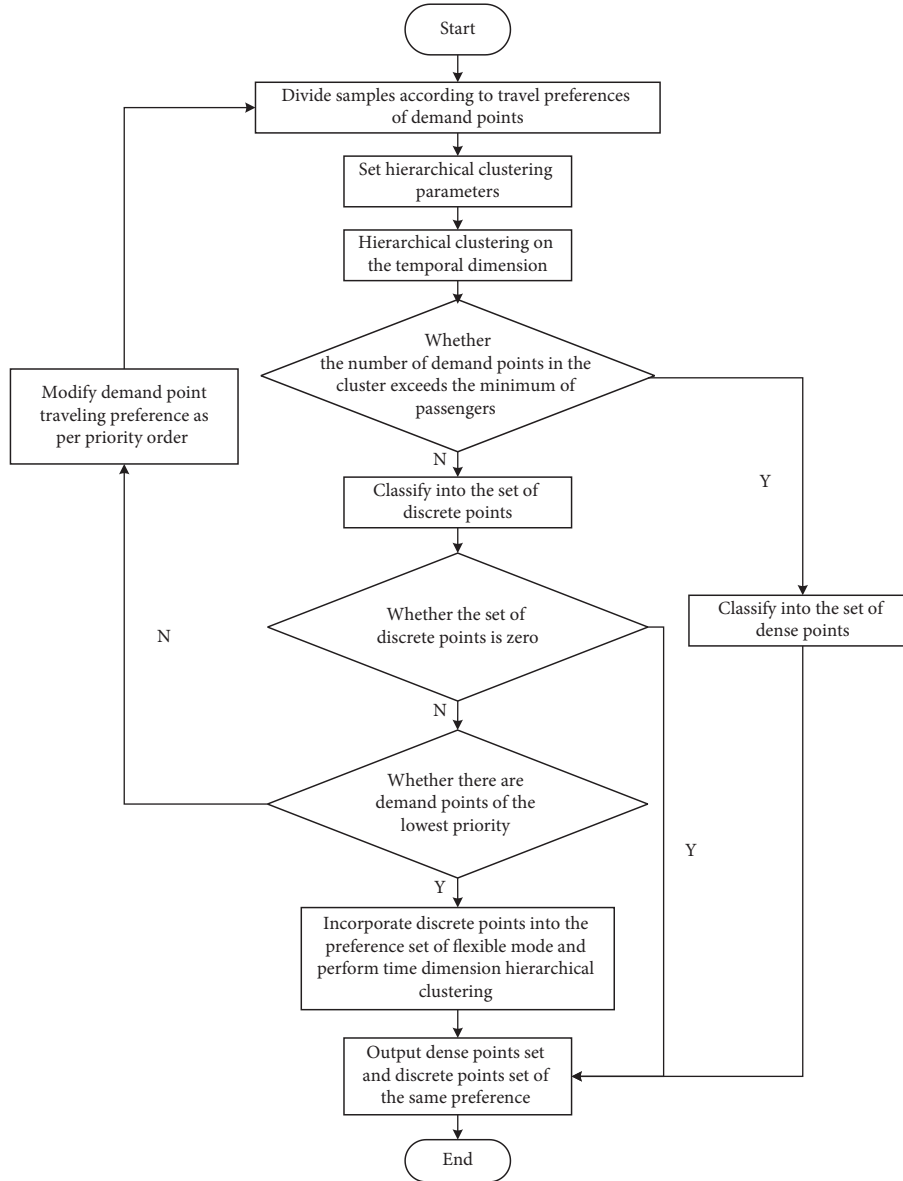 Start
Divide samples according to travel preferences
of demand points
Set hierarchical clustering
parameters
Hierarchical clustering on
the temporal dimension
Whether
the number of demand points in the
cluster exceeds the minimum of
passengers
Modify demand point
traveling preference as
per priority order
N
Y
Classify into the set of
discrete points
Whether the set of
discrete points is zero
N
Classify into the set of
dense points
N
Whether there are
demand points of the
lowest priority
Y
Y
Incorporate discrete points into the
preference set of flexible mode and
perform time dimension hierarchical
clustering
Output dense points set
and discrete points set of
the same preference
End